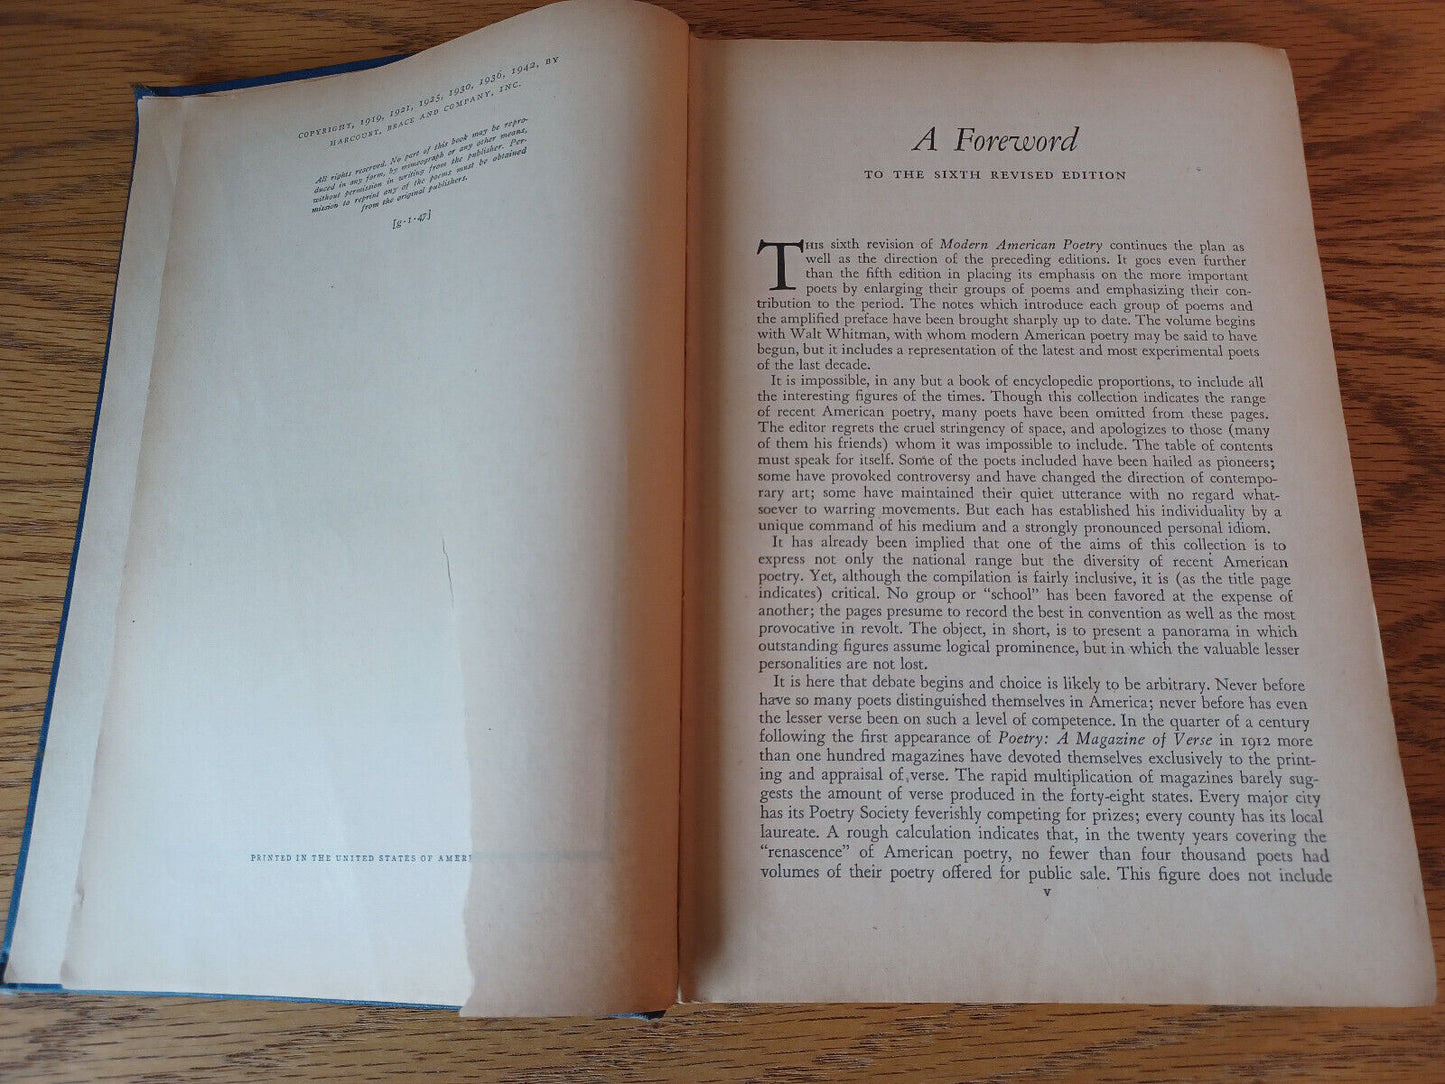 COPYRIGHT, 1919, 1921, 1925, 1930, 1936, 1942, BY
HARCOURT, BRACE AND COMPANY, INC.
All rights reserved. No part of this book may be repro-
duced in any form, by mimeograph or any other means,
without permission in writing from the publisher. Per-
mission to reprint any of the poems must be obtained
from the original publishers.
[g·1·47]
PRINTED IN THE UNITED STATES OF AMERI
A Foreword
TO THE SIXTH REVISED EDITION
THIS sixth revision of Modern American Poetry continues the plan as
well as the direction of the preceding editions. It goes even further
than the fifth edition in placing its emphasis on the more important
poets by enlarging their groups of poems and emphasizing their con-
tribution to the period. The notes which introduce each group of poems and
the amplified preface have been brought sharply up to date. The volume begins
with Walt Whitman, with whom modern American poetry may be said to have
begun, but it includes a representation of the latest and most experimental poets
of the last decade.
It is impossible, in any but a book of encyclopedic proportions, to include all
the interesting figures of the times. Though this collection indicates the range
of recent American poetry, many poets have been omitted from these pages.
The editor regrets the cruel stringency of space, and apologizes to those (many
of them his friends) whom it was impossible to include. The table of contents
must speak for itself. Some of the poets included have been hailed as pioneers;
some have provoked controversy and have changed the direction of contempo-
rary art; some have maintained their quiet utterance with no regard what-
soever to warring movements. But each has established his individuality by a
unique command of his medium and a strongly pronounced personal idiom.
It has already been implied that one of the aims of this collection is to
express not only the national range but the diversity of recent American
poetry. Yet, although the compilation is fairly inclusive, it is (as the title page
indicates) critical. No group or "school" has been favored at the expense of
another; the pages presume to record the best in convention as well as the most
provocative in revolt. The object, in short, is to present a panorama in which
outstanding figures assume logical prominence, but in which the valuable lesser
personalities are not lost.
It is here that debate begins and choice is likely to be arbitrary. Never before
have so many poets distinguished themselves in America; never before has even
the lesser verse been on such a level of competence. In the quarter of a century
following the first appearance of Poetry: A Magazine of Verse in 1912 more
than one hundred magazines have devoted themselves exclusively to the print-
ing and appraisal of verse. The rapid multiplication of magazines barely sug-
gests the amount of verse produced in the forty-eight states. Every major city
has its Poetry Society feverishly competing for prizes; every county has its local
laureate. A rough calculation indicates that, in the twenty years covering the
"renascence" of American poetry, no fewer than four thousand poets had
volumes of their poetry offered for public sale. This figure does not include
v